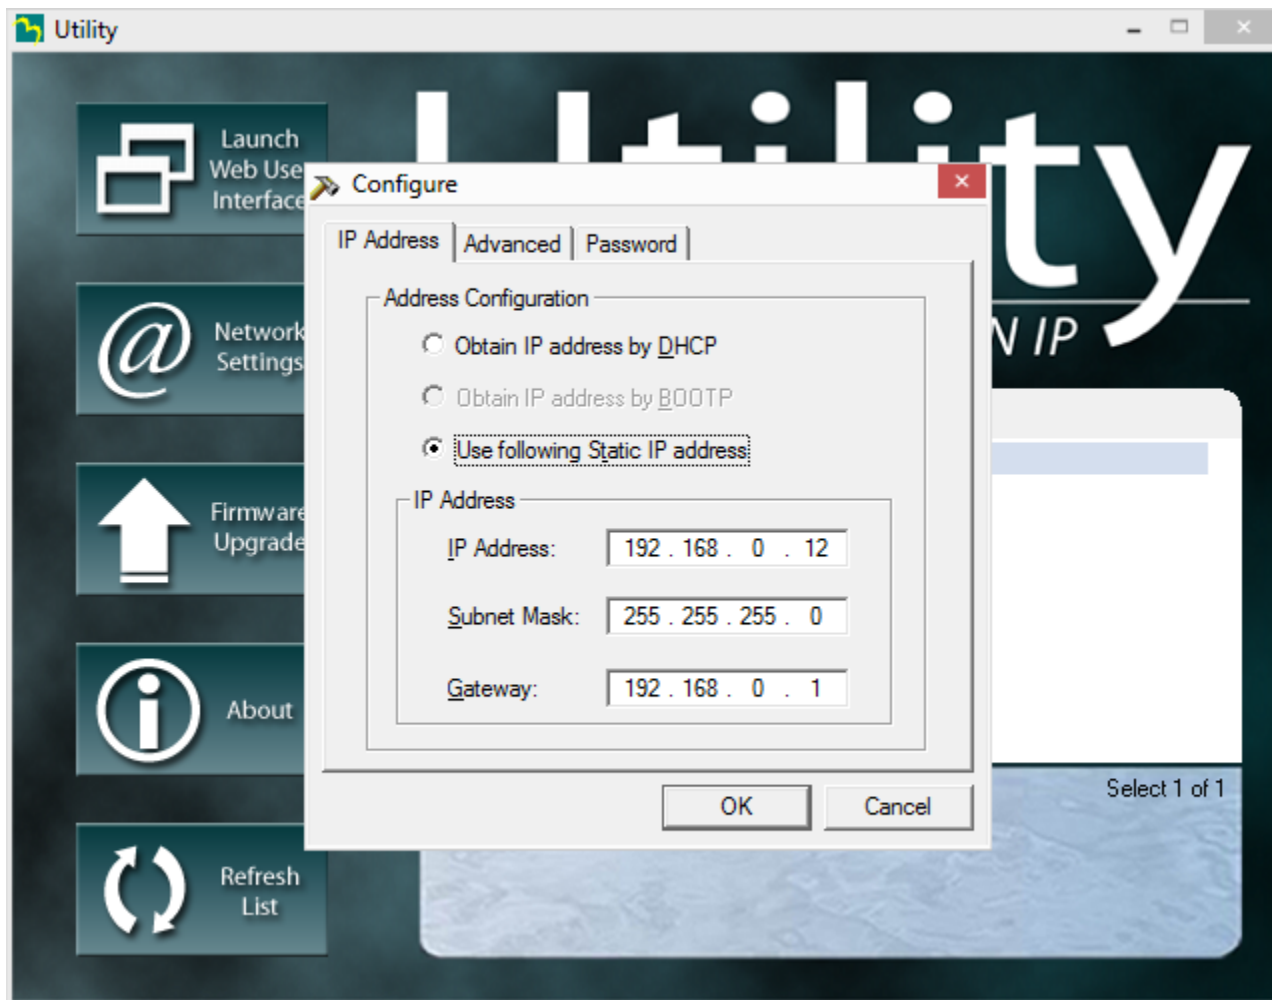 Utility
Utility
N IP
Launch
Web Use
Interface
Network
Settings
Firmware
Upgrade
About
Refresh
List
Configure
IP Address
Advanced
Password
Address Configuration
Obtain IP address by DHCP
Obtain IP address by BOOTP
Use following Static IP address
IP Address
IP Address: 192 . 168 . 0 . 12
Subnet Mask: 255 . 255 . 255 . 0
Gateway: 192 . 168 . 0 . 1
OK
Cancel
Select 1 of 1